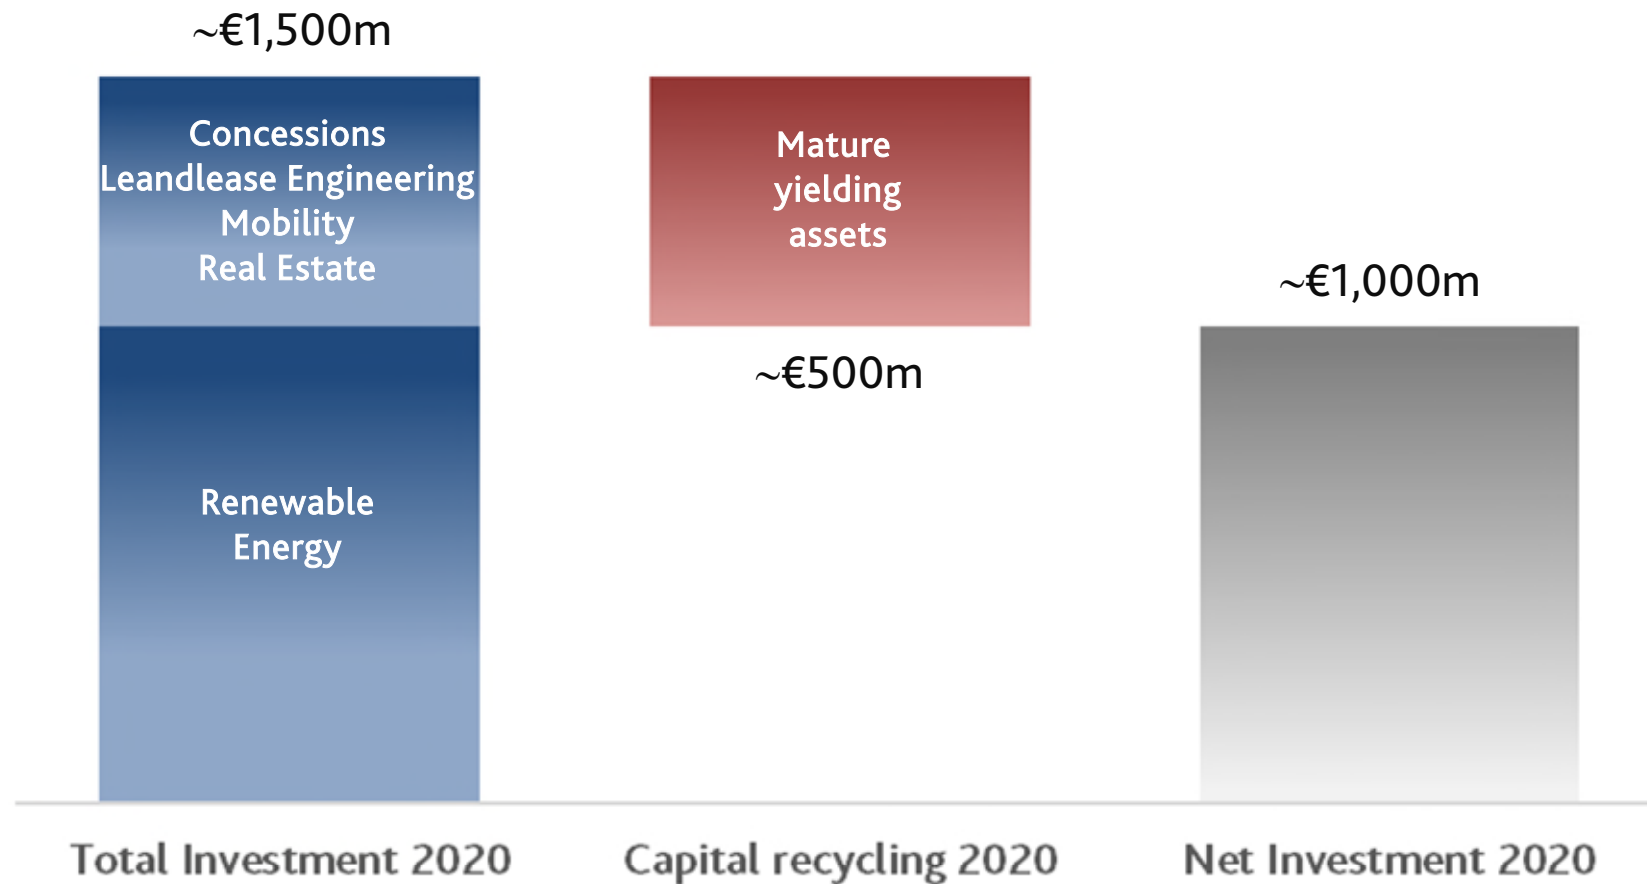 ~€1,500m
Concessions
Leandlease Engineering
Mobility
Real Estate
Renewable
Energy
Mature
yielding
assets
~€500m
~€1,000m
Total Investment 2020
Capital recycling 2020
Net Investment 2020